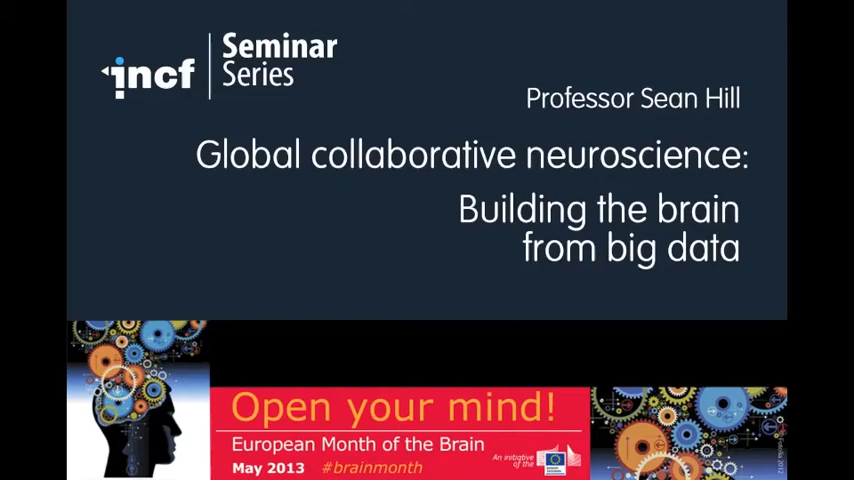 incf
Seminar
Series
Professor Sean Hill
Global collaborative neuroscience:
Building the brain
from big data
Open your mind!
European Month of the Brain
May 2013 #brainmonth
An initiative
of the